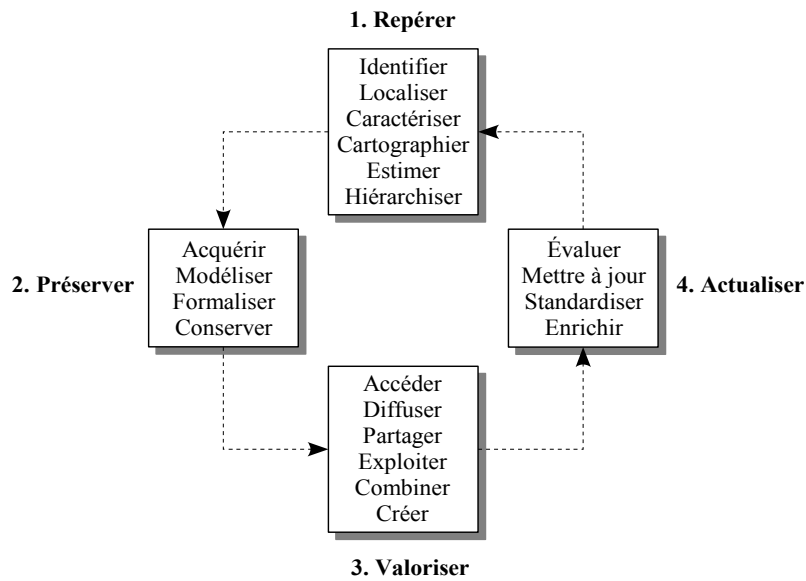 1. Repérer
Identifier
Localiser
Caractériser
Cartographier
Estimer
Hiérarchiser
2. Préserver
Acquérir
Modéliser
Formaliser
Conserver
Évaluer
Mettre à jour
Standardiser
Enrichir
4. Actualiser
Accéder
Diffuser
Partager
Exploiter
Combiner
Créer
3. Valoriser